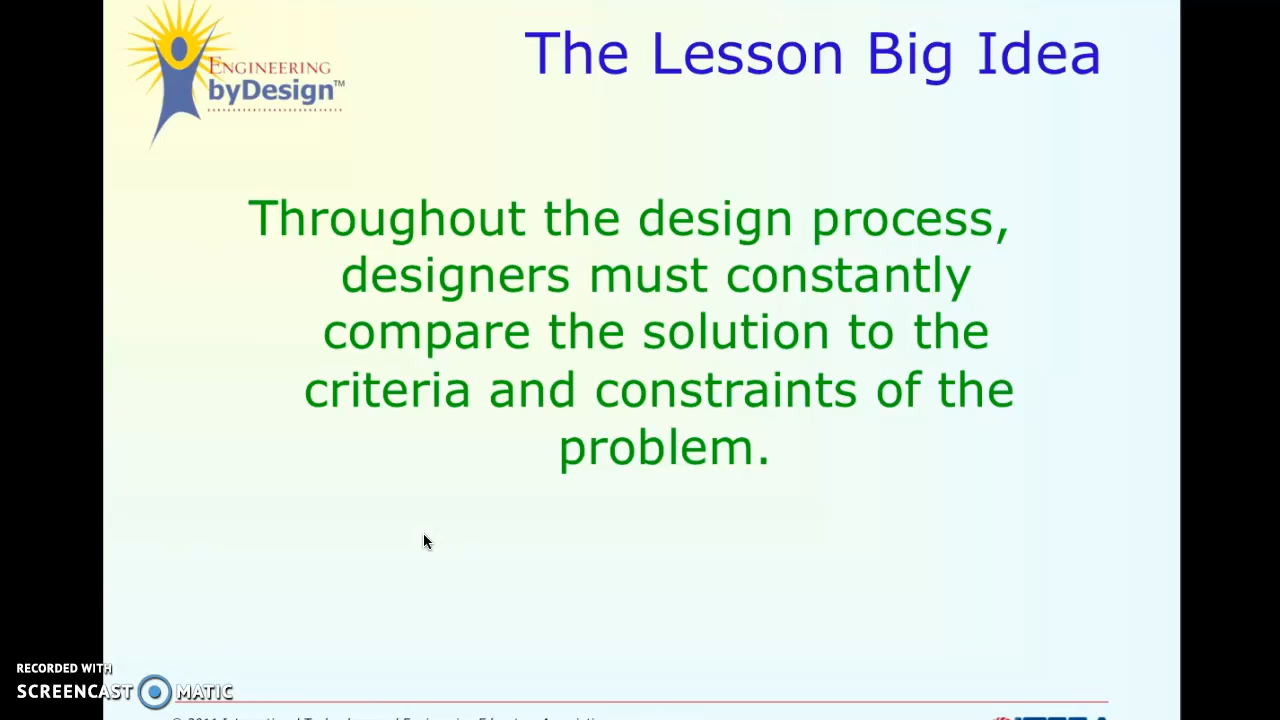 The Lesson Big Idea
ENGINEERING
byDesign™
Throughout the design process,
designers must constantly
compare the solution to the
criteria and constraints of the
problem.
RECORDED WITH
SCREENCAST MATIC